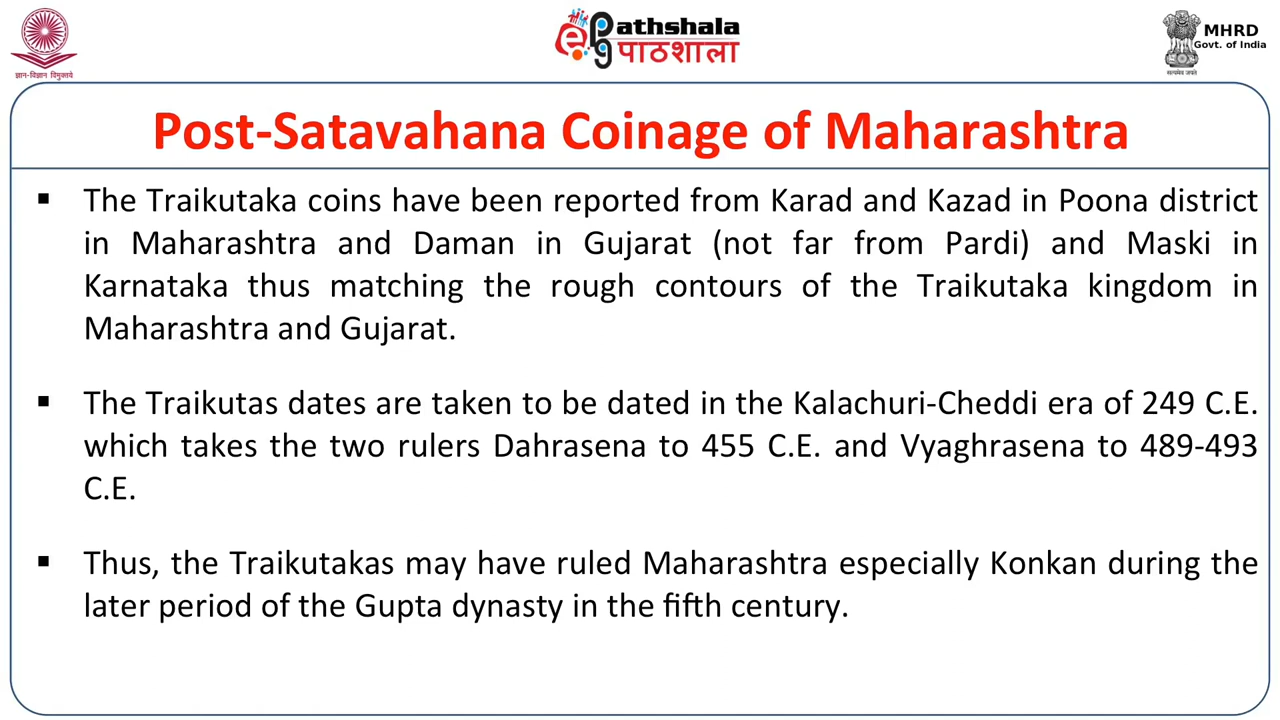 ज्ञान-विज्ञान विमुक्तये
ePathshala
पाठशाला
MHRD
Govt. of India
सत्यमेव जयते
Post-Satavahana Coinage of Maharashtra
▪ The Traikutaka coins have been reported from Karad and Kazad in Poona district
in Maharashtra and Daman in Gujarat (not far from Pardi) and Maski in
Karnataka thus matching the rough contours of the Traikutaka kingdom in
Maharashtra and Gujarat.
▪ The Traikutas dates are taken to be dated in the Kalachuri-Cheddi era of 249 C.E.
which takes the two rulers Dahrasena to 455 C.E. and Vyaghrasena to 489-493
C.E.
▪ Thus, the Traikutakas may have ruled Maharashtra especially Konkan during the
later period of the Gupta dynasty in the fifth century.